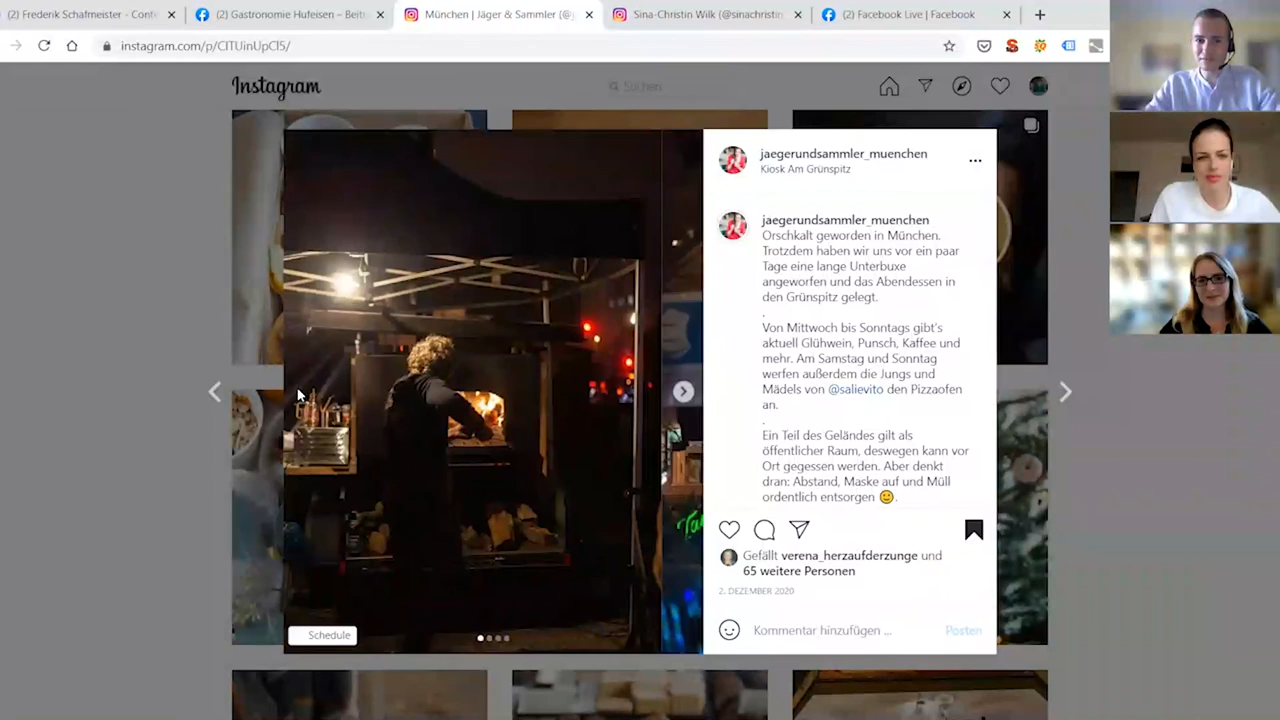 (2) Frederik Schafmeister - Conf
(2) Gastronomie Hufeisen – Beitr
München | Jäger & Sammler (@j
Sina-Christin Wilk (@sinachristin
(2) Facebook Live | Facebook
instagram.com/p/CITUinUpCl5/
Instagram
Suchen
jaegerundsammler_muenchen
Kiosk Am Grünspitz
jaegerundsammler_muenchen
Orschkalt geworden in München.
Trotzdem haben wir uns vor ein paar
Tage eine lange Unterbuxe
angeworfen und das Abendessen in
den Grünspitz gelegt.
.
Von Mittwoch bis Sonntags gibt's
aktuell Glühwein, Punsch, Kaffee und
mehr. Am Samstag und Sonntag
werfen außerdem die Jungs und
Mädels von @salievito den Pizzaofen
an.
.
Ein Teil des Geländes gilt als
öffentlicher Raum, deswegen kann vor
Ort gegessen werden. Aber denkt
dran: Abstand, Maske auf und Müll
ordentlich entsorgen 🙂.
Gefällt verena_herzaufderzunge und
65 weitere Personen
2. DEZEMBER 2020
Kommentar hinzufügen ...
Posten
Schedule